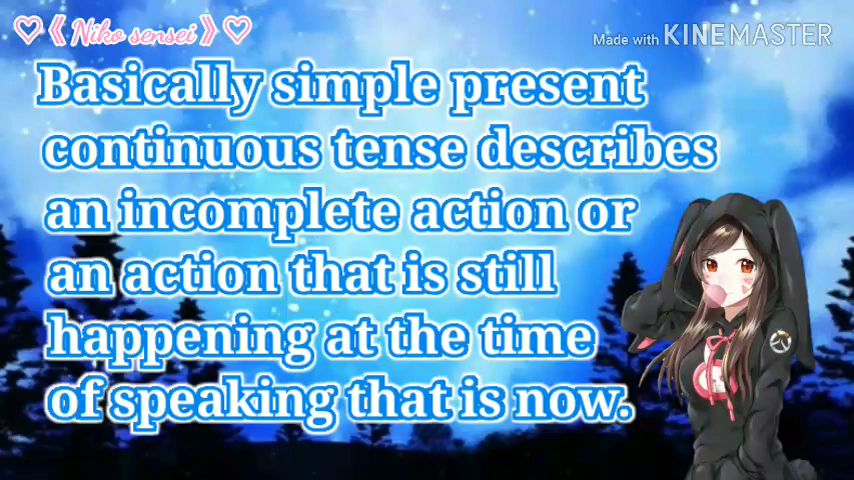 ♡《 Niko sensei 》♡
Made with KINEMASTER
Basically simple present
continuous tense describes
an incomplete action or
an action that is still
happening at the time
of speaking that is now.